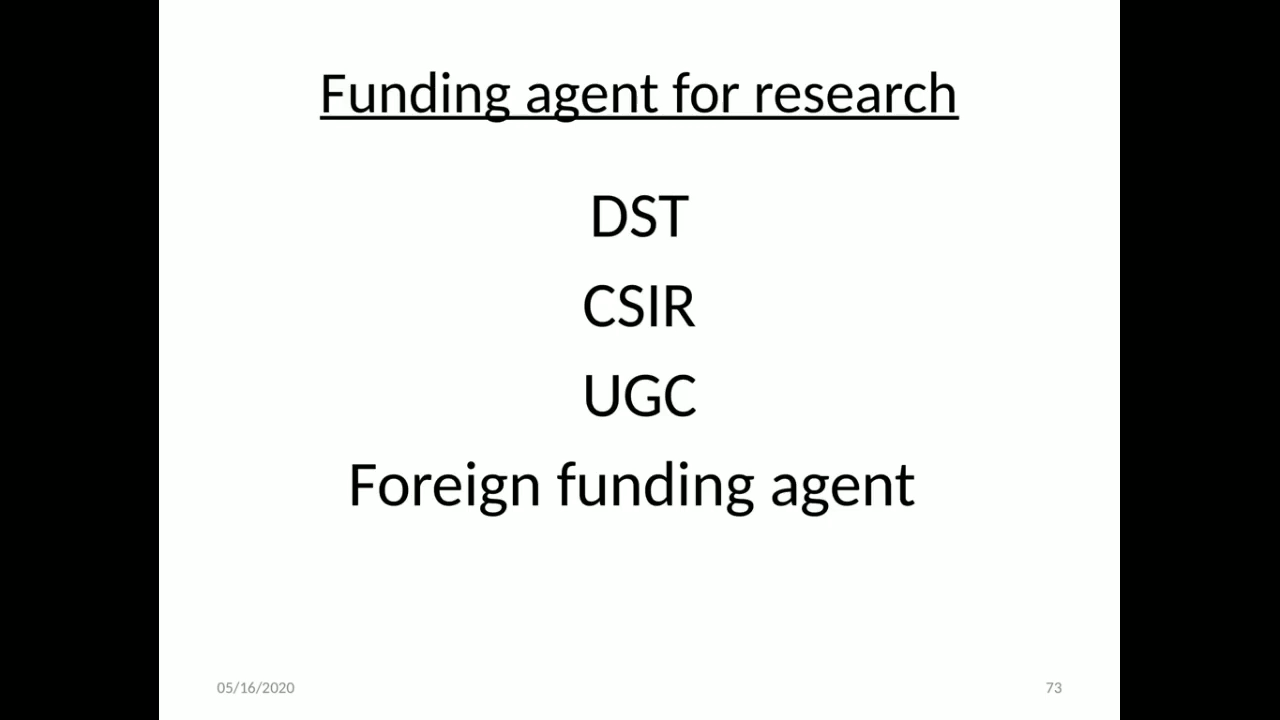 Funding agent for research
DST
CSIR
UGC
Foreign funding agent
05/16/2020
73